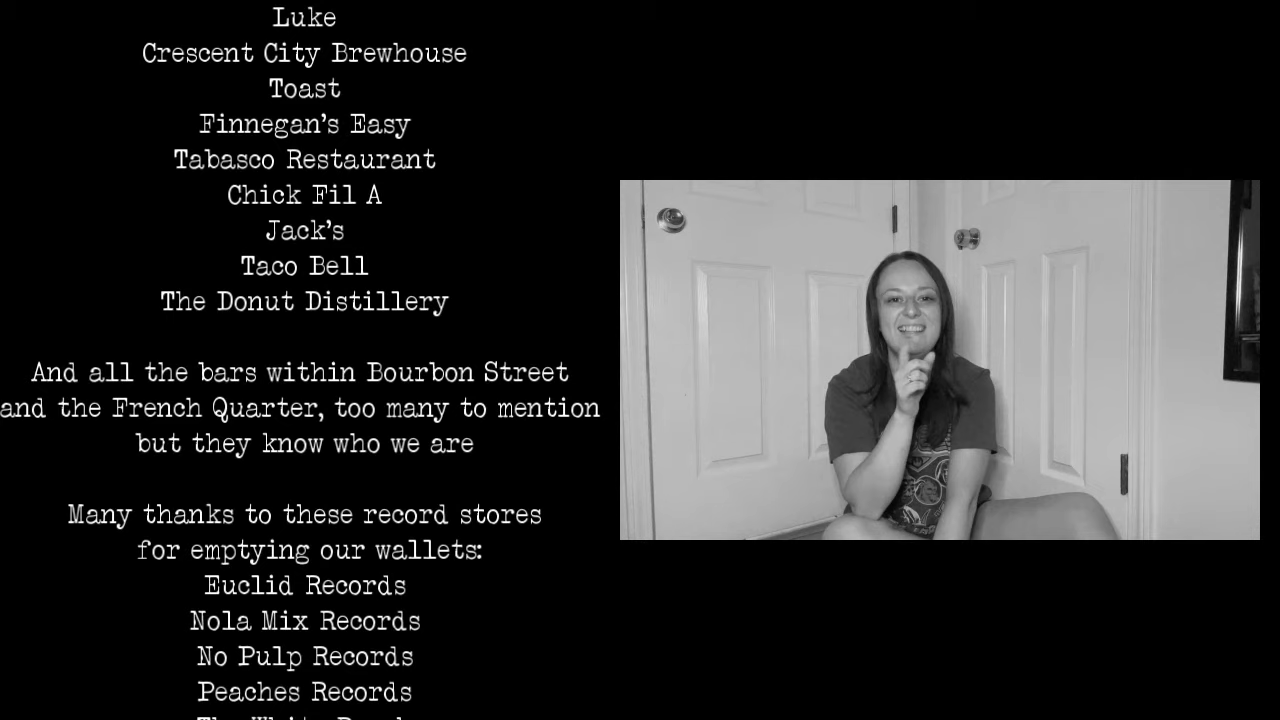 Luke
Crescent City Brewhouse
Toast
Finnegan's Easy
Tabasco Restaurant
Chick Fil A
Jack's
Taco Bell
The Donut Distillery
And all the bars within Bourbon Street
and the French Quarter, too many to mention
but they know who we are
Many thanks to these record stores
for emptying our wallets:
Euclid Records
Nola Mix Records
No Pulp Records
Peaches Records